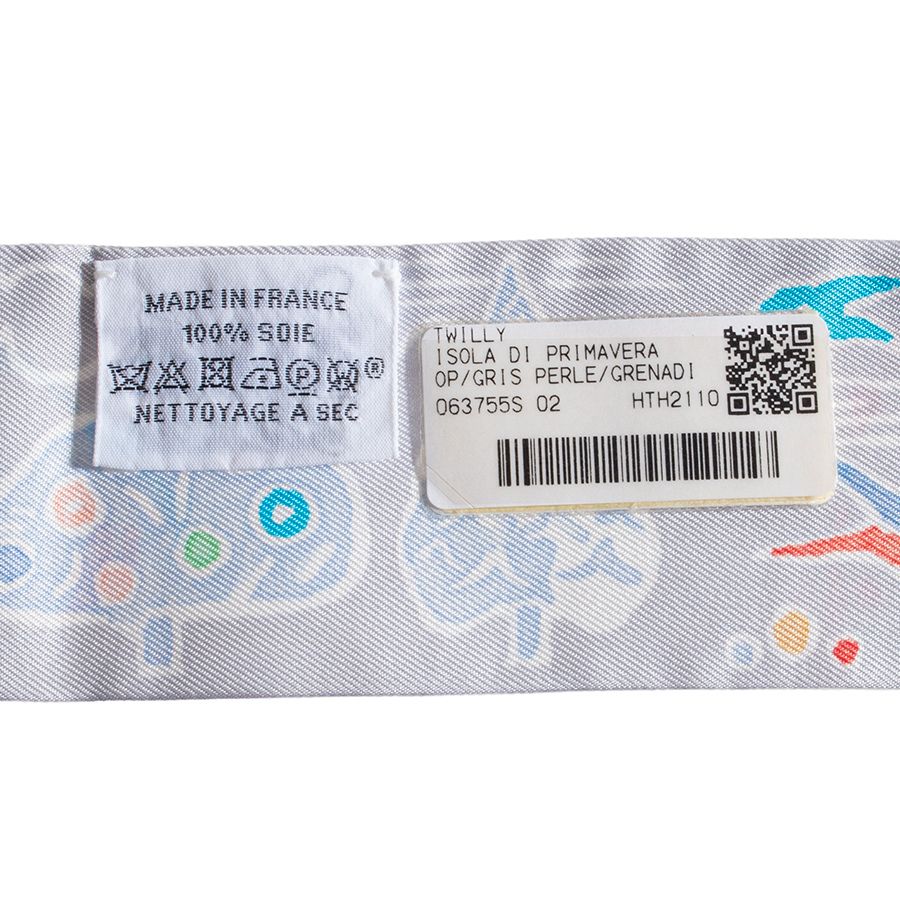 MADE IN FRANCE
100% SOIE
®
NETTOYAGE A SEC
TWILLY
ISOLA DI PRIMAVERA
OP/GRIS PERLE/GRENADI
063755S 02 HTH2110